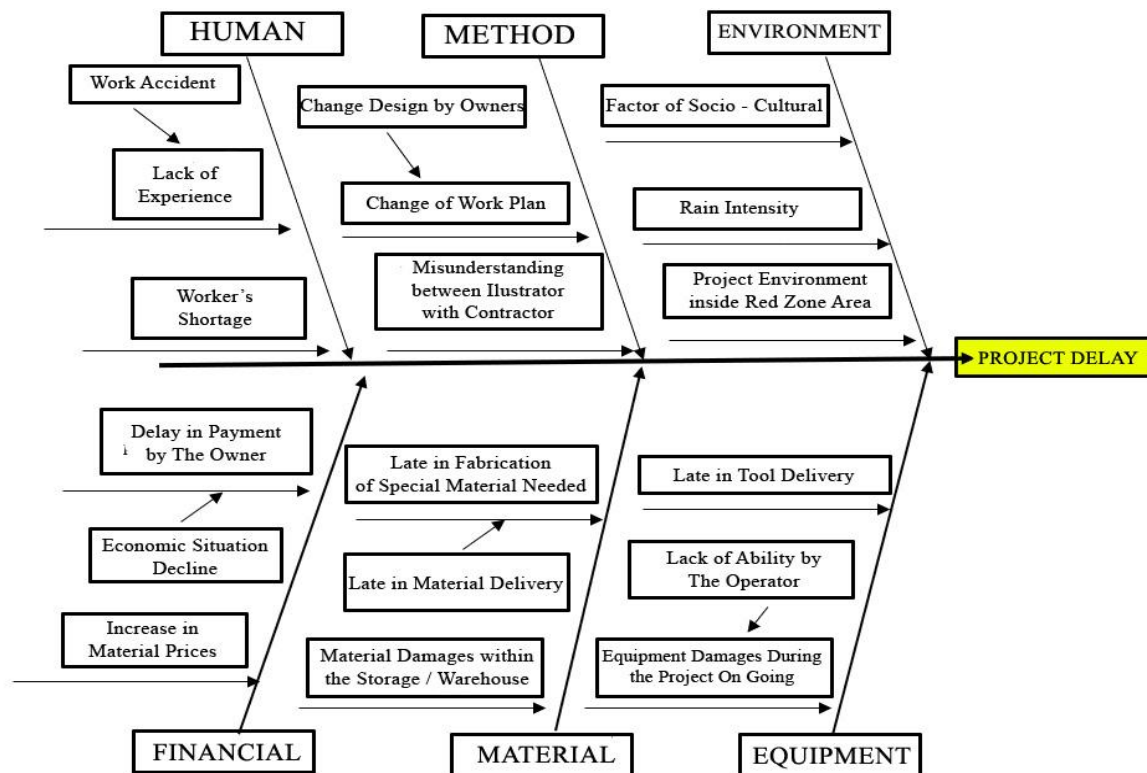 HUMAN
METHOD
ENVIRONMENT
Work Accident
Change Design by Owners
Factor of Socio - Cultural
Lack of
Experience
Change of Work Plan
Rain Intensity
Misunderstanding
between Ilustrator
with Contractor
Project Environment
inside Red Zone Area
Worker's
Shortage
PROJECT DELAY
Delay in Payment
by The Owner
Late in Fabrication
of Special Material Needed
Late in Tool Delivery
Economic Situation
Decline
Late in Material Delivery
Lack of Ability by
The Operator
Increase in
Material Prices
Material Damages within
the Storage / Warehouse
Equipment Damages During
the Project On Going
FINANCIAL
MATERIAL
EQUIPMENT